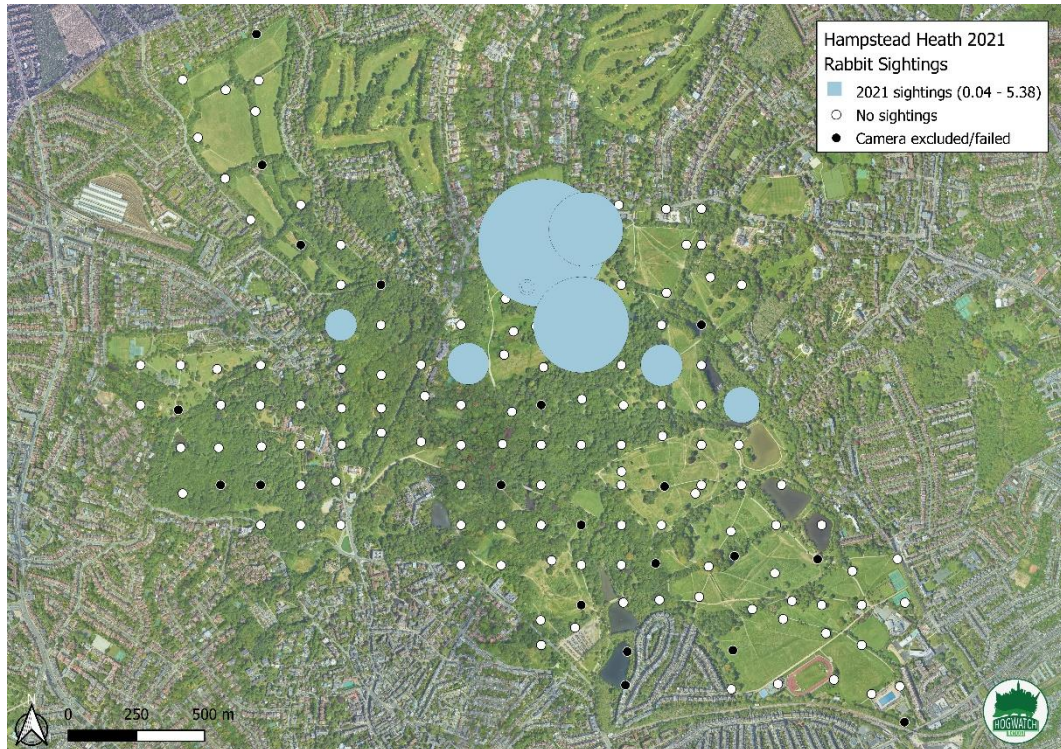 Hampstead Heath 2021
Rabbit Sightings
2021 sightings (0.04 - 5.38)
No sightings
Camera excluded/failed
N
0 250 500 m
HOGWATCH